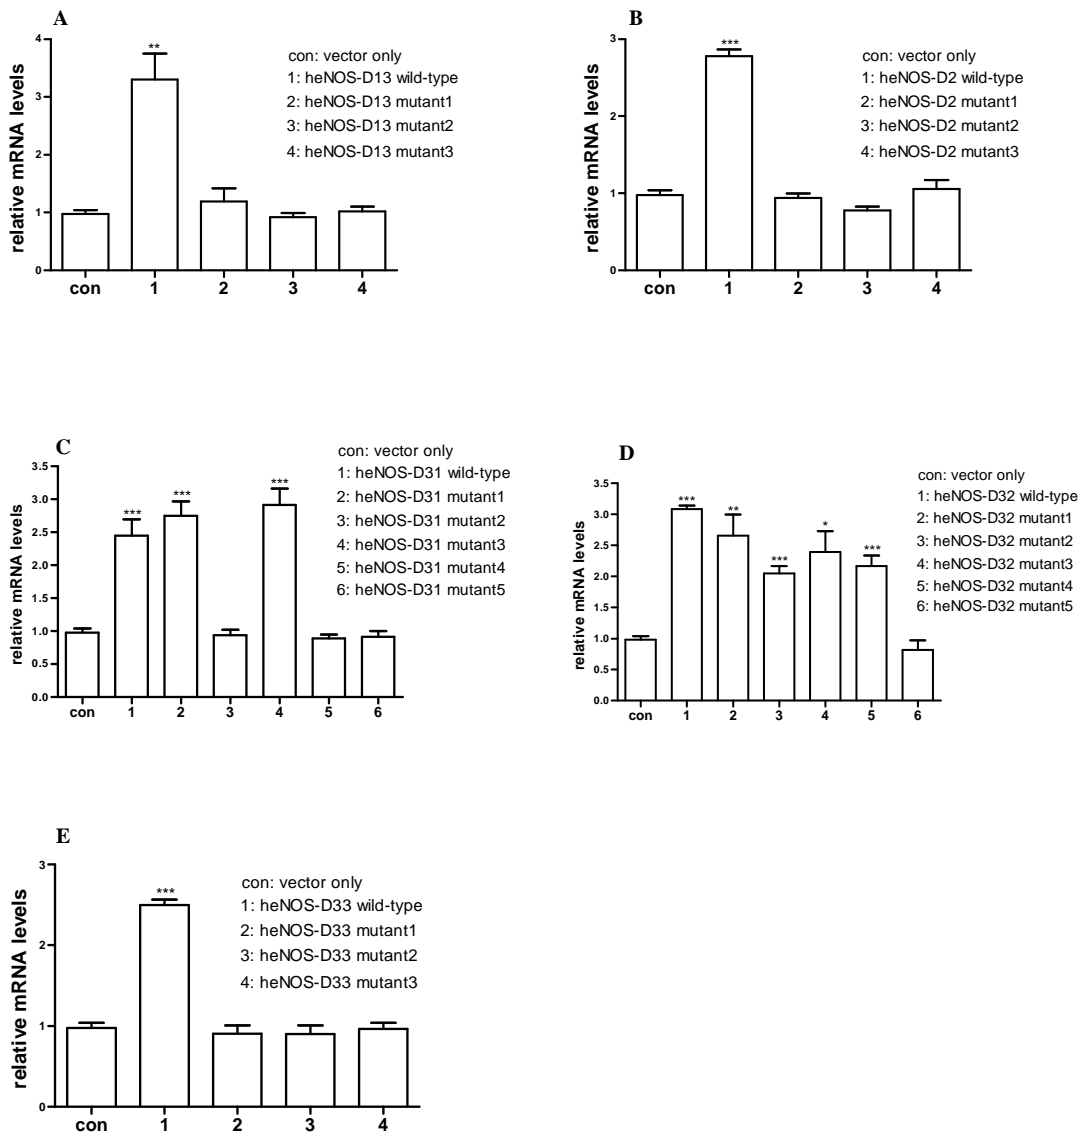 A
relative mRNA levels
4
3
2
1
0
**
con 1 2 3 4
con: vector only
1: heNOS-D13 wild-type
2: heNOS-D13 mutant1
3: heNOS-D13 mutant2
4: heNOS-D13 mutant3
B
relative mRNA levels
3
2
1
0
***
con 1 2 3 4
con: vector only
1: heNOS-D2 wild-type
2: heNOS-D2 mutant1
3: heNOS-D2 mutant2
4: heNOS-D2 mutant3
C
relative mRNA levels
3.5
3.0
2.5
2.0
1.5
1.0
0.5
0.0
*** *** ***
con 1 2 3 4 5 6
con: vector only
1: heNOS-D31 wild-type
2: heNOS-D31 mutant1
3: heNOS-D31 mutant2
4: heNOS-D31 mutant3
5: heNOS-D31 mutant4
6: heNOS-D31 mutant5
D
relative mRNA levels
3.5
3.0
2.5
2.0
1.5
1.0
0.5
0.0
*** ** *** * ***
con 1 2 3 4 5 6
con: vector only
1: heNOS-D32 wild-type
2: heNOS-D32 mutant1
3: heNOS-D32 mutant2
4: heNOS-D32 mutant3
5: heNOS-D32 mutant4
6: heNOS-D32 mutant5
E
relative mRNA levels
3
2
1
0
***
con 1 2 3 4
con: vector only
1: heNOS-D33 wild-type
2: heNOS-D33 mutant1
3: heNOS-D33 mutant2
4: heNOS-D33 mutant3